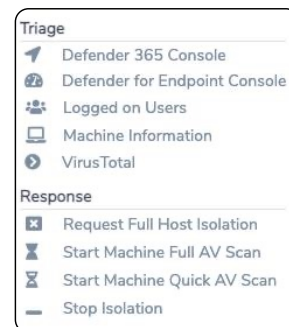 Triage
Defender 365 Console
Defender for Endpoint Console
Logged on Users
Machine Information
VirusTotal
Response
Request Full Host Isolation
Start Machine Full AV Scan
Start Machine Quick AV Scan
Stop Isolation